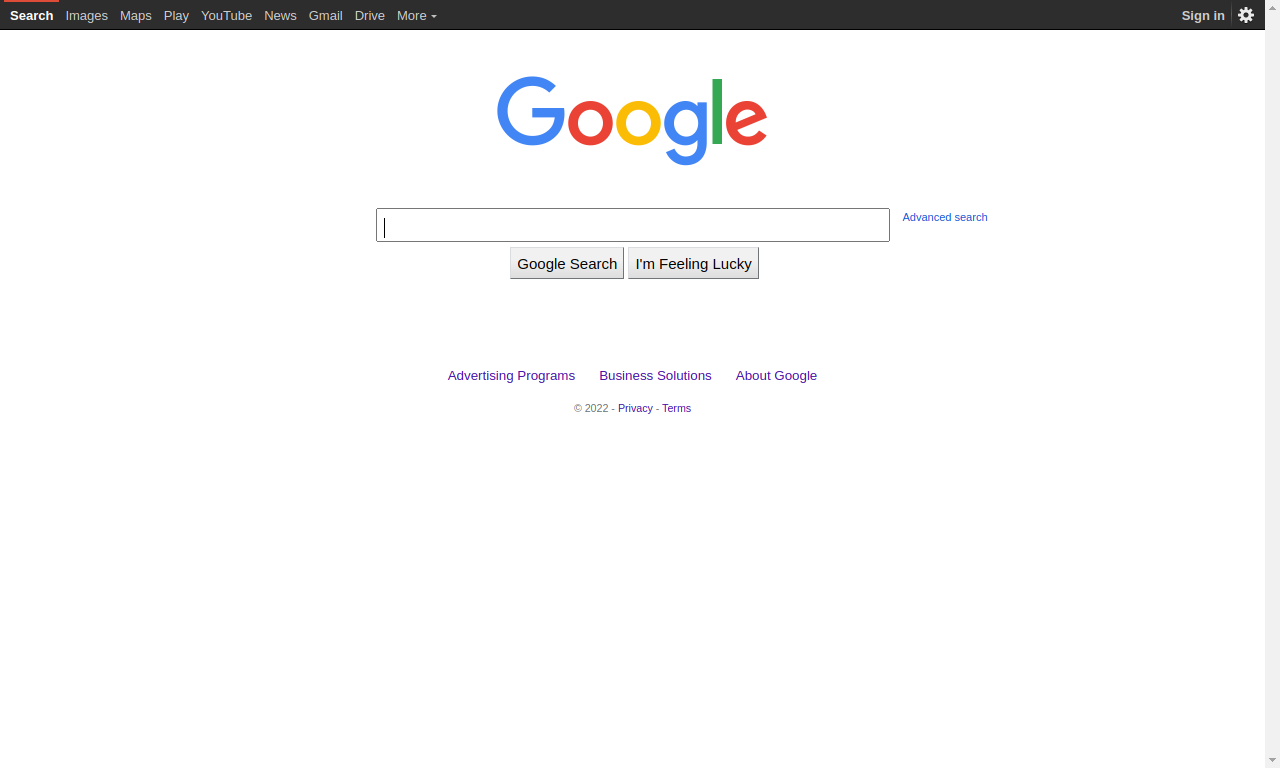 Search Images Maps Play YouTube News Gmail Drive More Sign in
Google
Advanced search
Google Search I'm Feeling Lucky
Advertising Programs Business Solutions About Google
© 2022 - Privacy - Terms